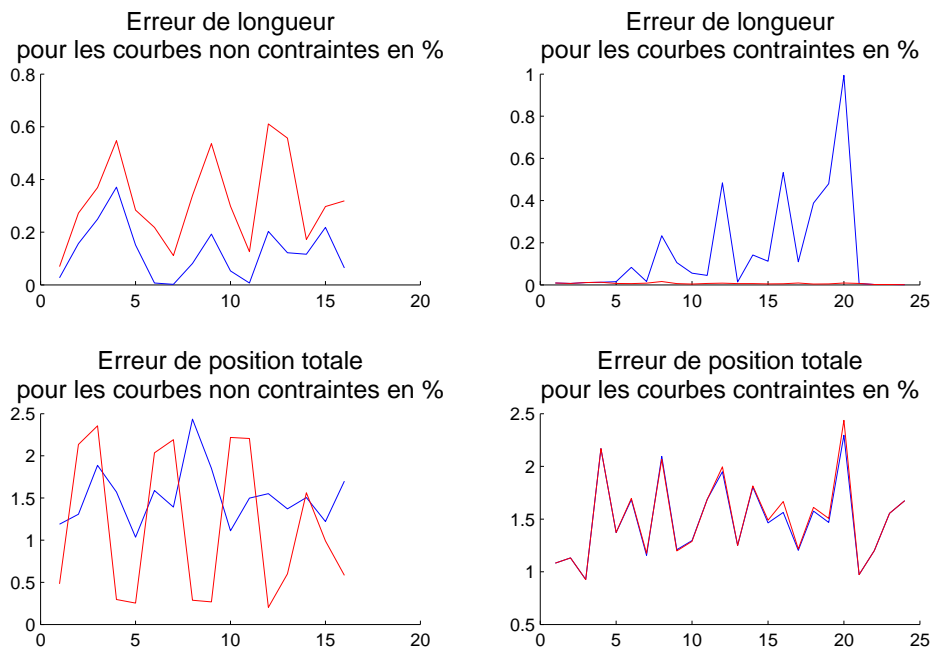 Erreur de longueur
pour les courbes non contraintes en %
0.8
0.6
0.4
0.2
0
0 5 10 15 20
Erreur de longueur
pour les courbes contraintes en %
1
0.8
0.6
0.4
0.2
0
0 5 10 15 20 25
Erreur de position totale
pour les courbes non contraintes en %
2.5
2
1.5
1
0.5
0
0 5 10 15 20
Erreur de position totale
pour les courbes contraintes en %
2.5
2
1.5
1
0.5
0 5 10 15 20 25